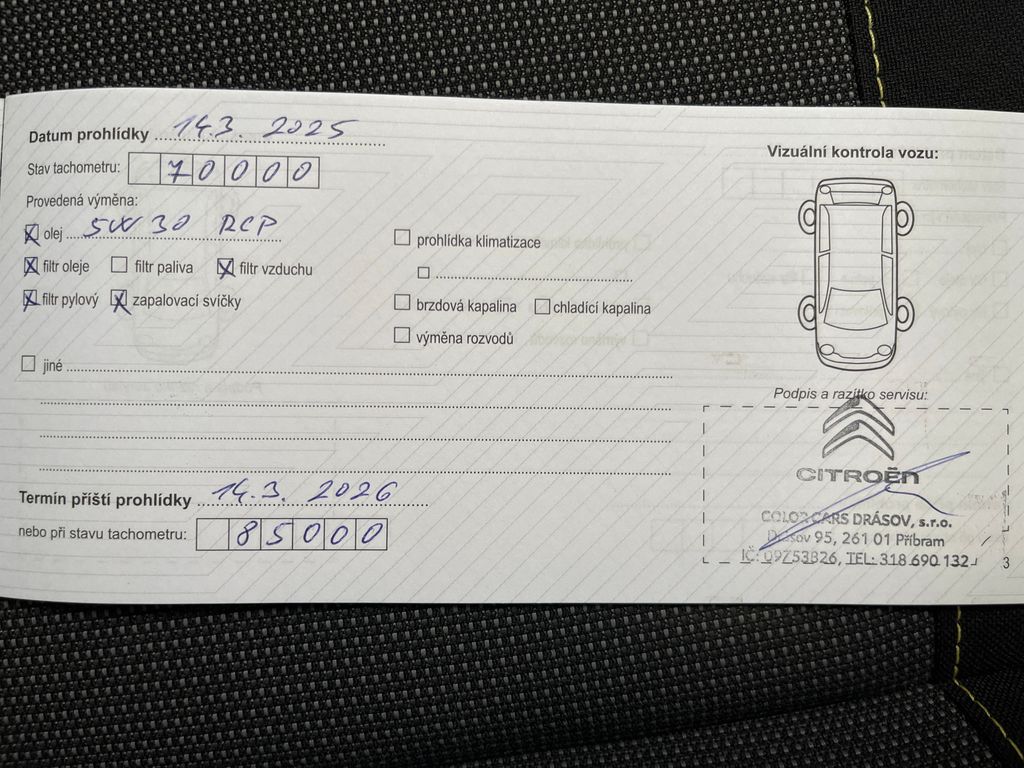 Datum prohlídky 14.3. 2025
Stav tachometru: 70000
Provedená výměna:
olej 5W30 RCP
filtr oleje filtr paliva filtr vzduchu
filtr pylový zapalovací svíčky
jiné
prohlídka klimatizace
brzdová kapalina chladící kapalina
výměna rozvodů
Termín příští prohlídky 14.3. 2026
nebo při stavu tachometru: 85000
Vizuální kontrola vozu:
Podpis a razítko servisu:
CITROËN
COLOR CARS DRÁSOV, s.r.o.
Drásov 95, 261 01 Příbram
IČ: 09253826, TEL: 318 690 132
3